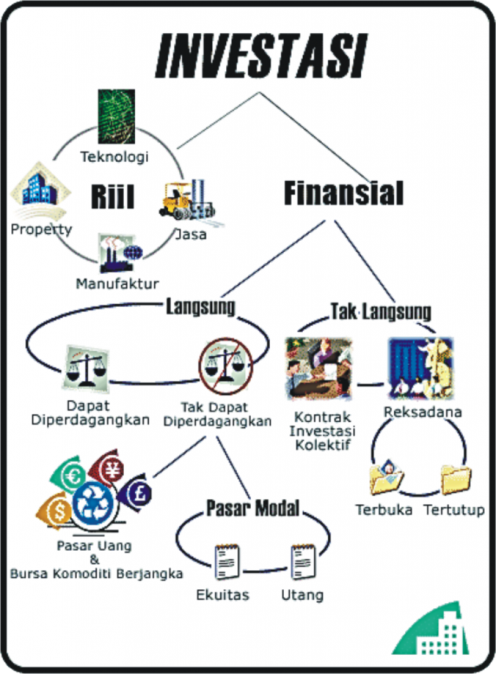 INVESTASI
Teknologi
Riil
Finansial
Property
Jasa
Manufaktur
Langsung
Tak Langsung
Dapat
Diperdagangkan
Tak Dapat
Diperdagangkan
Kontrak
Investasi
Kolektif
Reksadana
Terbuka
Tertutup
Pasar Uang
&
Bursa Komoditi Berjangka
Pasar Modal
Ekuitas
Utang